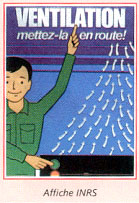 VENTILATION
mettez-la en route!
Affiche INRS